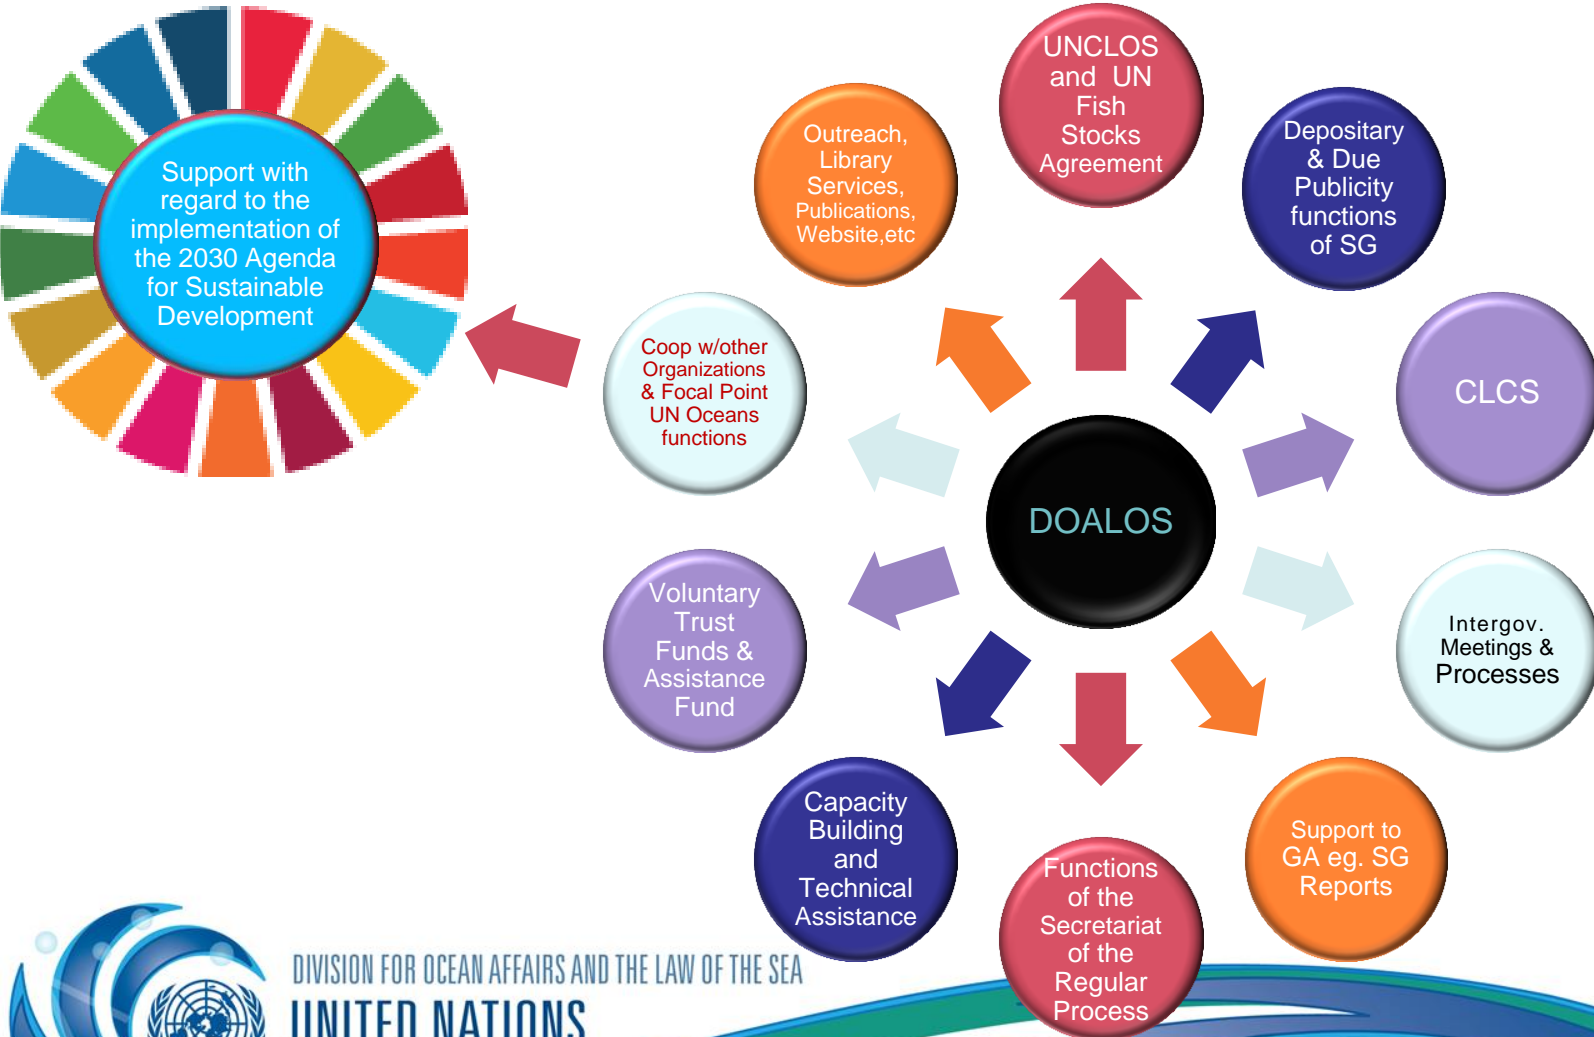 Support with
regard to the
implementation of
the 2030 Agenda
for Sustainable
Development
UNCLOS
and UN
Fish
Stocks
Agreement
Depositary
& Due
Publicity
functions
of SG
CLCS
Intergov.
Meetings &
Processes
Support to
GA eg. SG
Reports
Functions
of the
Secretariat
of the
Regular
Process
Capacity
Building
and
Technical
Assistance
Voluntary
Trust
Funds &
Assistance
Fund
Coop w/other
Organizations
& Focal Point
UN Oceans
functions
Outreach,
Library
Services,
Publications,
Website,etc
DOALOS
DIVISION FOR OCEAN AFFAIRS AND THE LAW OF THE SEA
UNITED NATIONS